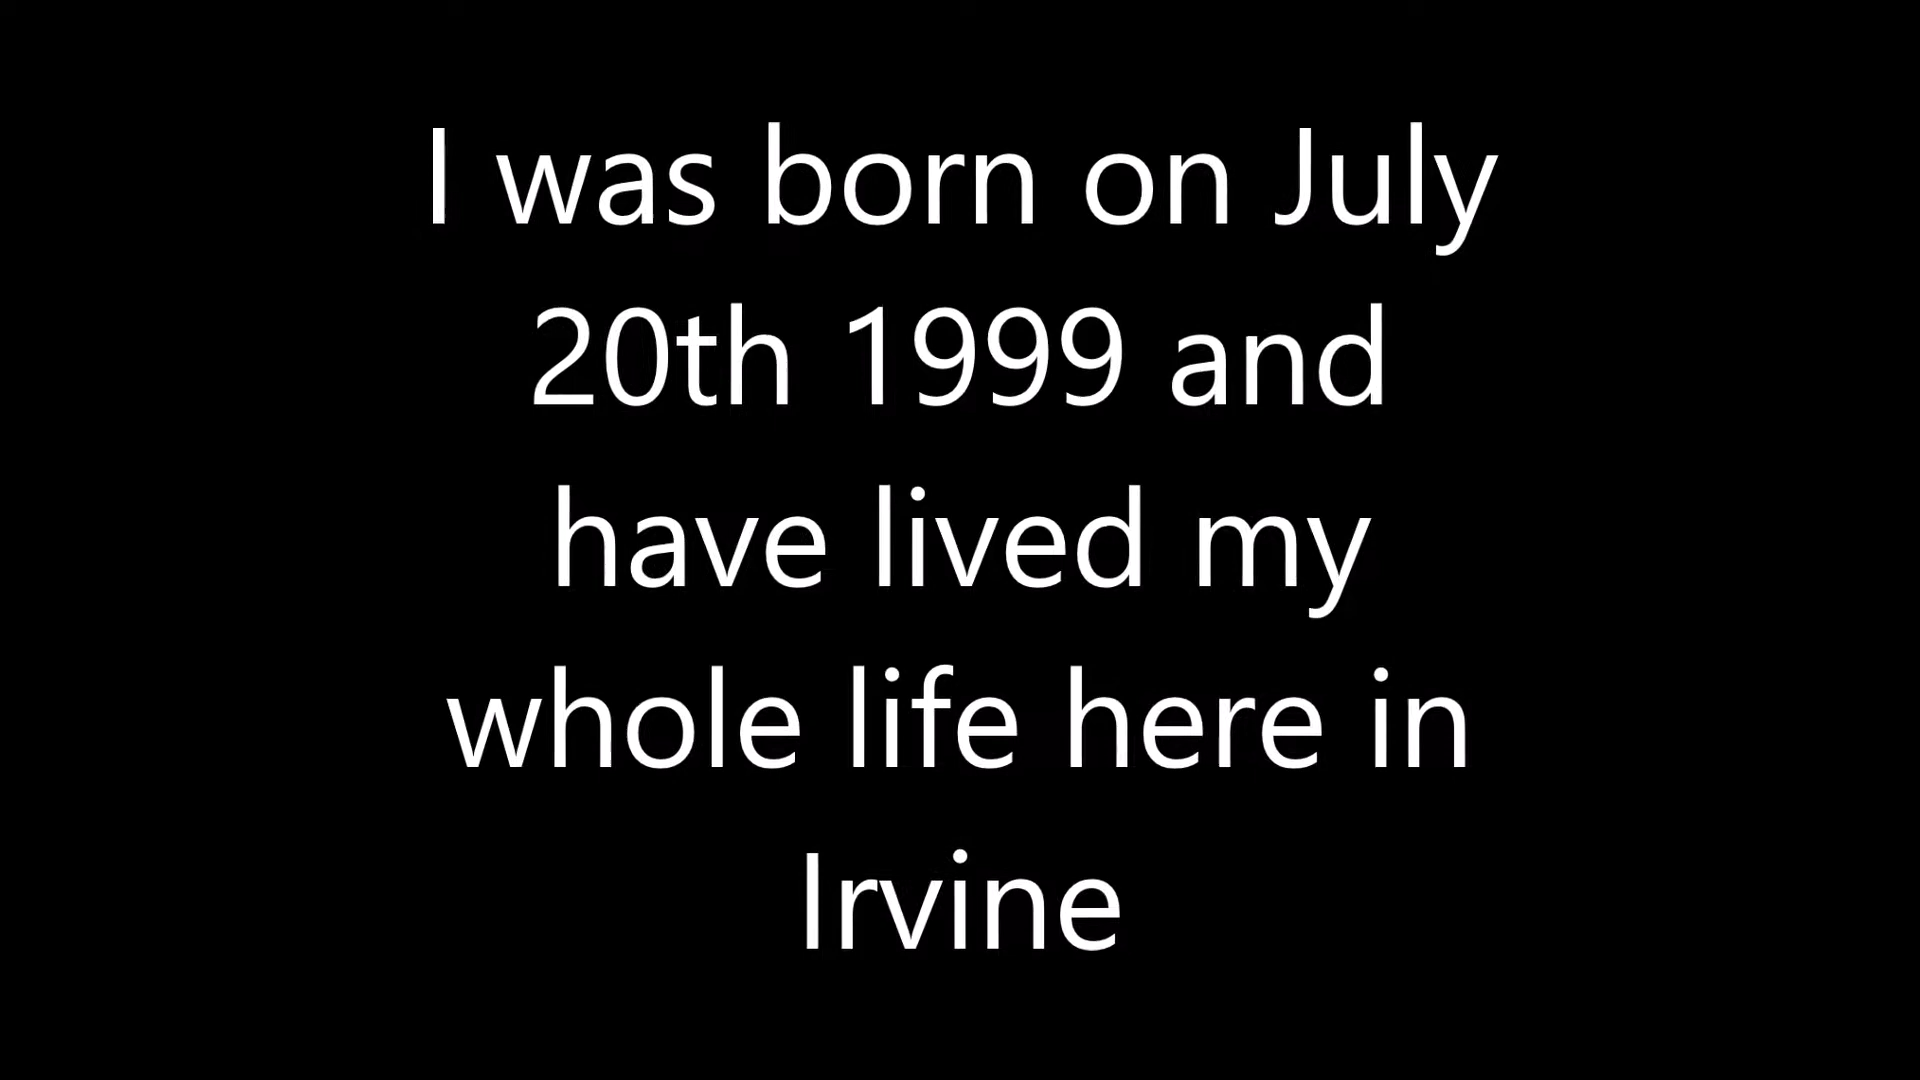 I was born on July
20th 1999 and
have lived my
whole life here in
Irvine